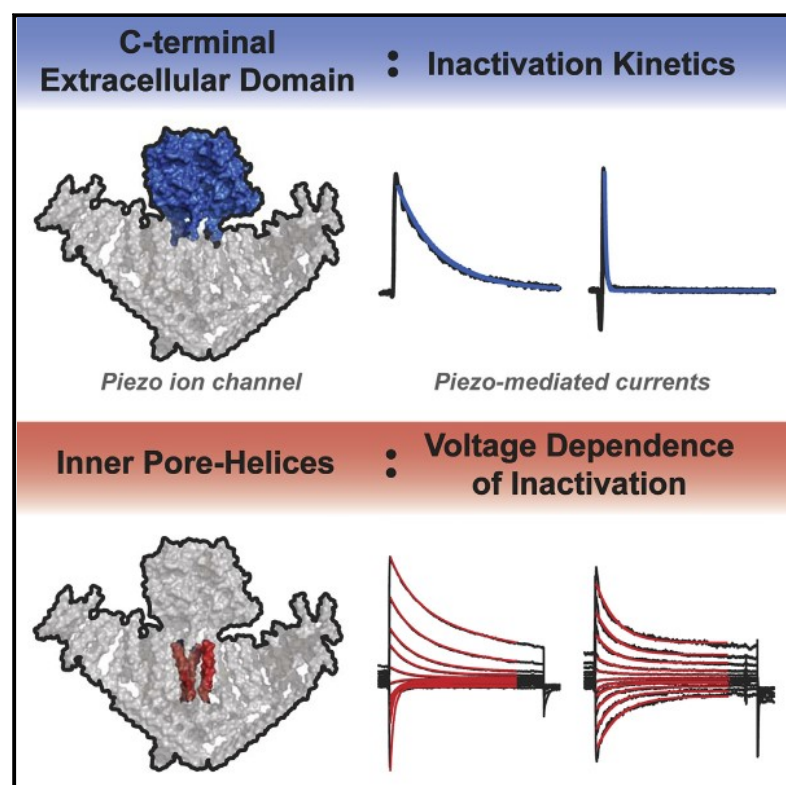 C-terminal
Extracellular Domain
:
Inactivation Kinetics
Piezo ion channel
Piezo-mediated currents
Inner Pore-Helices
:
Voltage Dependence
of Inactivation